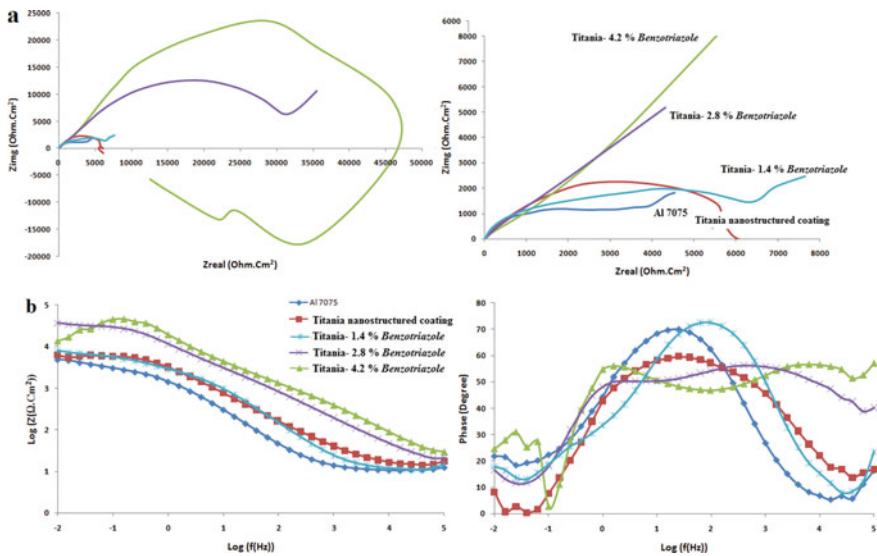 a
25000
20000
15000
10000
5000
0
-5000
-10000
-15000
-20000
0 5000 10000 15000 20000 25000 30000 35000 40000 45000 50000
Zimg (Ohm.Cm²)
Zreal (Ohm.Cm²)
8000
6000
5000
4000
3000
2000
1000
0
0 1000 2000 3000 4000 5000 6000 7000 8000
Zimg (Ohm.Cm²)
Zreal (Ohm.Cm²)
Titania- 4.2 % Benzotriazole
Titania- 2.8 % Benzotriazole
Titania- 1.4 % Benzotriazole
Al 7075
Titania nanostructured coating
b
5
4
3
2
1
0
-2 -1 0 1 2 3 4 5
Log |Z(Ω.Cm²)|
Log (f(Hz))
Al 7075
Titania nanostructured coating
Titania- 1.4 % Benzotriazole
Titania- 2.8 % Benzotriazole
Titania- 4.2 % Benzotriazole
80
70
60
50
40
30
20
10
0
-2 -1 0 1 2 3 4 5
Phase (Degree)
Log (f(Hz))